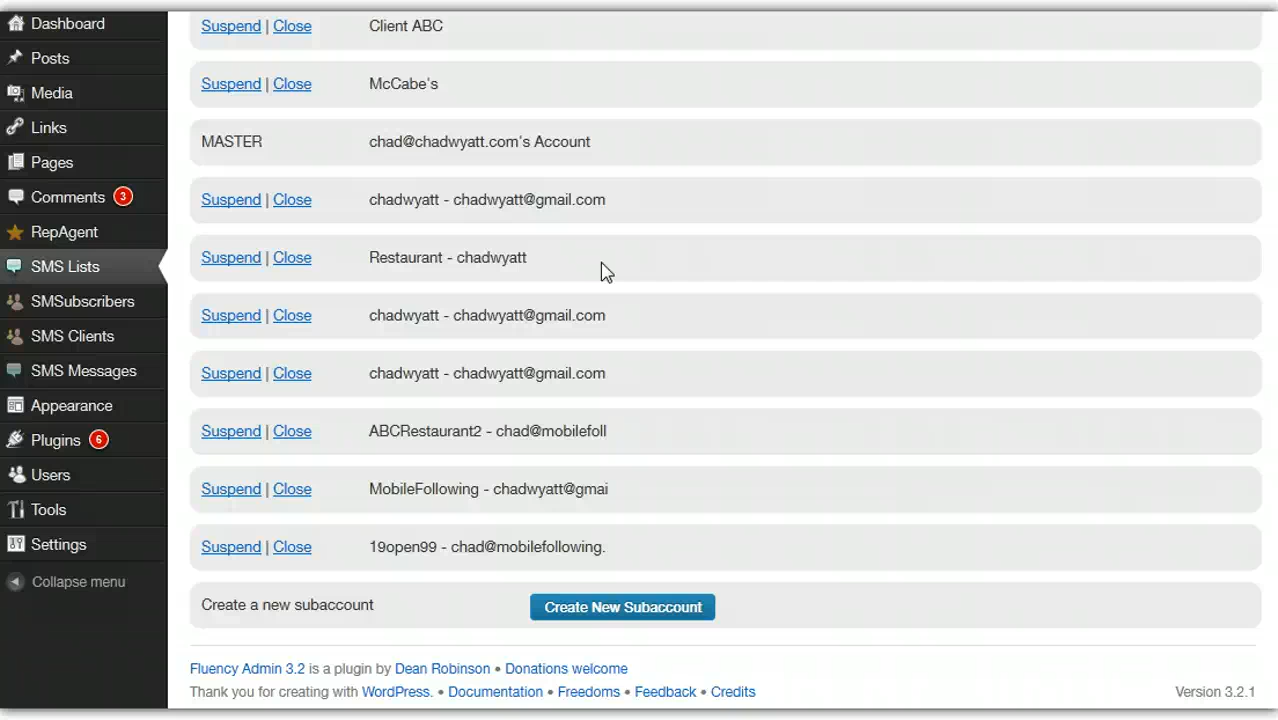 Dashboard
Posts
Media
Links
Pages
Comments 3
RepAgent
SMS Lists
SMSubscribers
SMS Clients
SMS Messages
Appearance
Plugins 6
Users
Tools
Settings
Collapse menu
Suspend | Close Client ABC
Suspend | Close McCabe's
MASTER chad@chadwyatt.com's Account
Suspend | Close chadwyatt - chadwyatt@gmail.com
Suspend | Close Restaurant - chadwyatt
Suspend | Close chadwyatt - chadwyatt@gmail.com
Suspend | Close chadwyatt - chadwyatt@gmail.com
Suspend | Close ABCRestaurant2 - chad@mobilefoll
Suspend | Close MobileFollowing - chadwyatt@gmai
Suspend | Close 19open99 - chad@mobilefollowing.
Create a new subaccount Create New Subaccount
Fluency Admin 3.2 is a plugin by Dean Robinson • Donations welcome
Thank you for creating with WordPress. • Documentation • Freedoms • Feedback • Credits Version 3.2.1